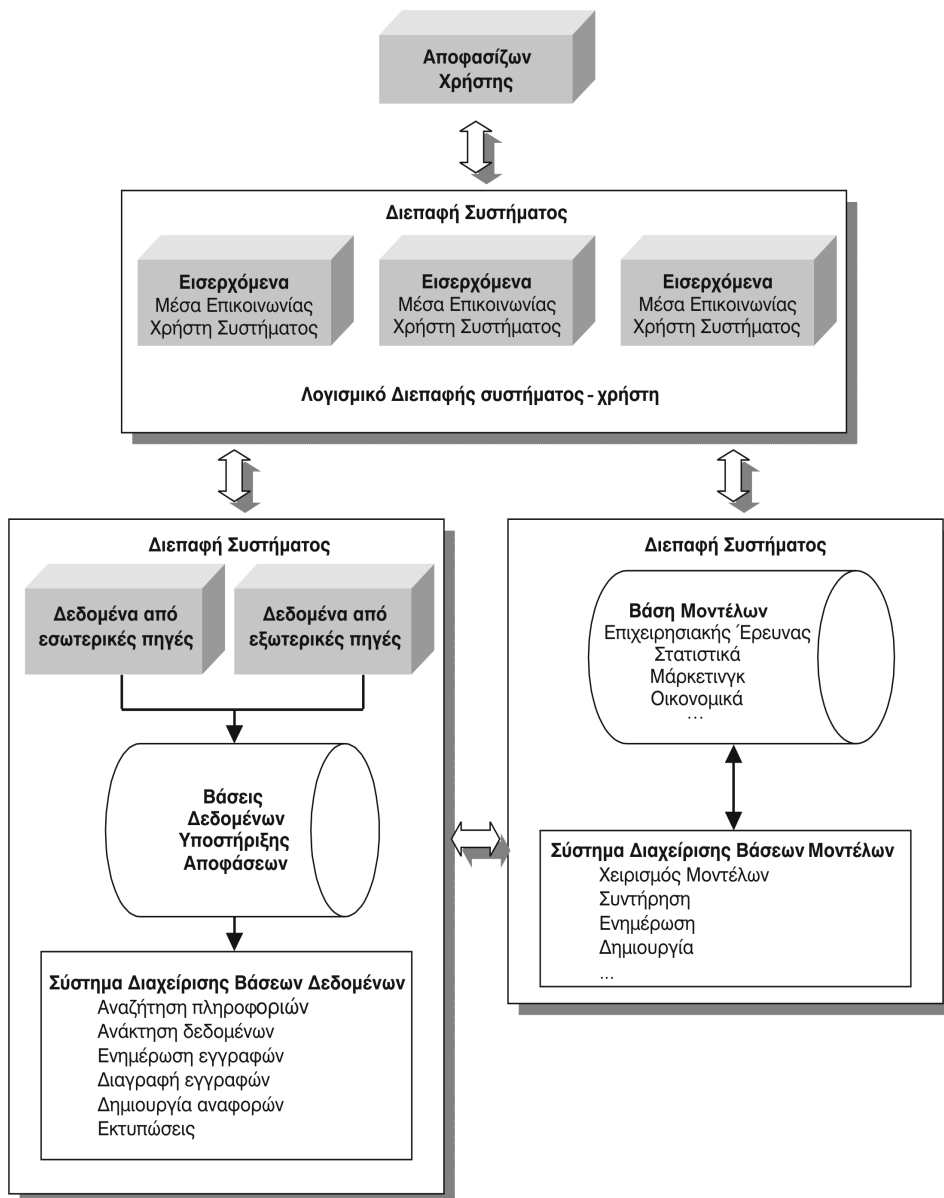 Αποφασίζων
Χρήστης
Διεπαφή Συστήματος
Εισερχόμενα
Μέσα Επικοινωνίας
Χρήστη Συστήματος
Εισερχόμενα
Μέσα Επικοινωνίας
Χρήστη Συστήματος
Εισερχόμενα
Μέσα Επικοινωνίας
Χρήστη Συστήματος
Λογισμικό Διεπαφής συστήματος - χρήστη
Διεπαφή Συστήματος
Δεδομένα από
εσωτερικές πηγές
Δεδομένα από
εξωτερικές πηγές
Βάσεις
Δεδομένων
Υποστήριξης
Αποφάσεων
Σύστημα Διαχείρισης Βάσεων Δεδομένων
Αναζήτηση πληροφοριών
Ανάκτηση δεδομένων
Ενημέρωση εγγραφών
Διαγραφή εγγραφών
Δημιουργία αναφορών
Εκτυπώσεις
Διεπαφή Συστήματος
Βάση Μοντέλων
Επιχειρησιακής Έρευνας
Στατιστικά
Μάρκετινγκ
Οικονομικά
...
Σύστημα Διαχείρισης Βάσεων Μοντέλων
Χειρισμός Μοντέλων
Συντήρηση
Ενημέρωση
Δημιουργία
...